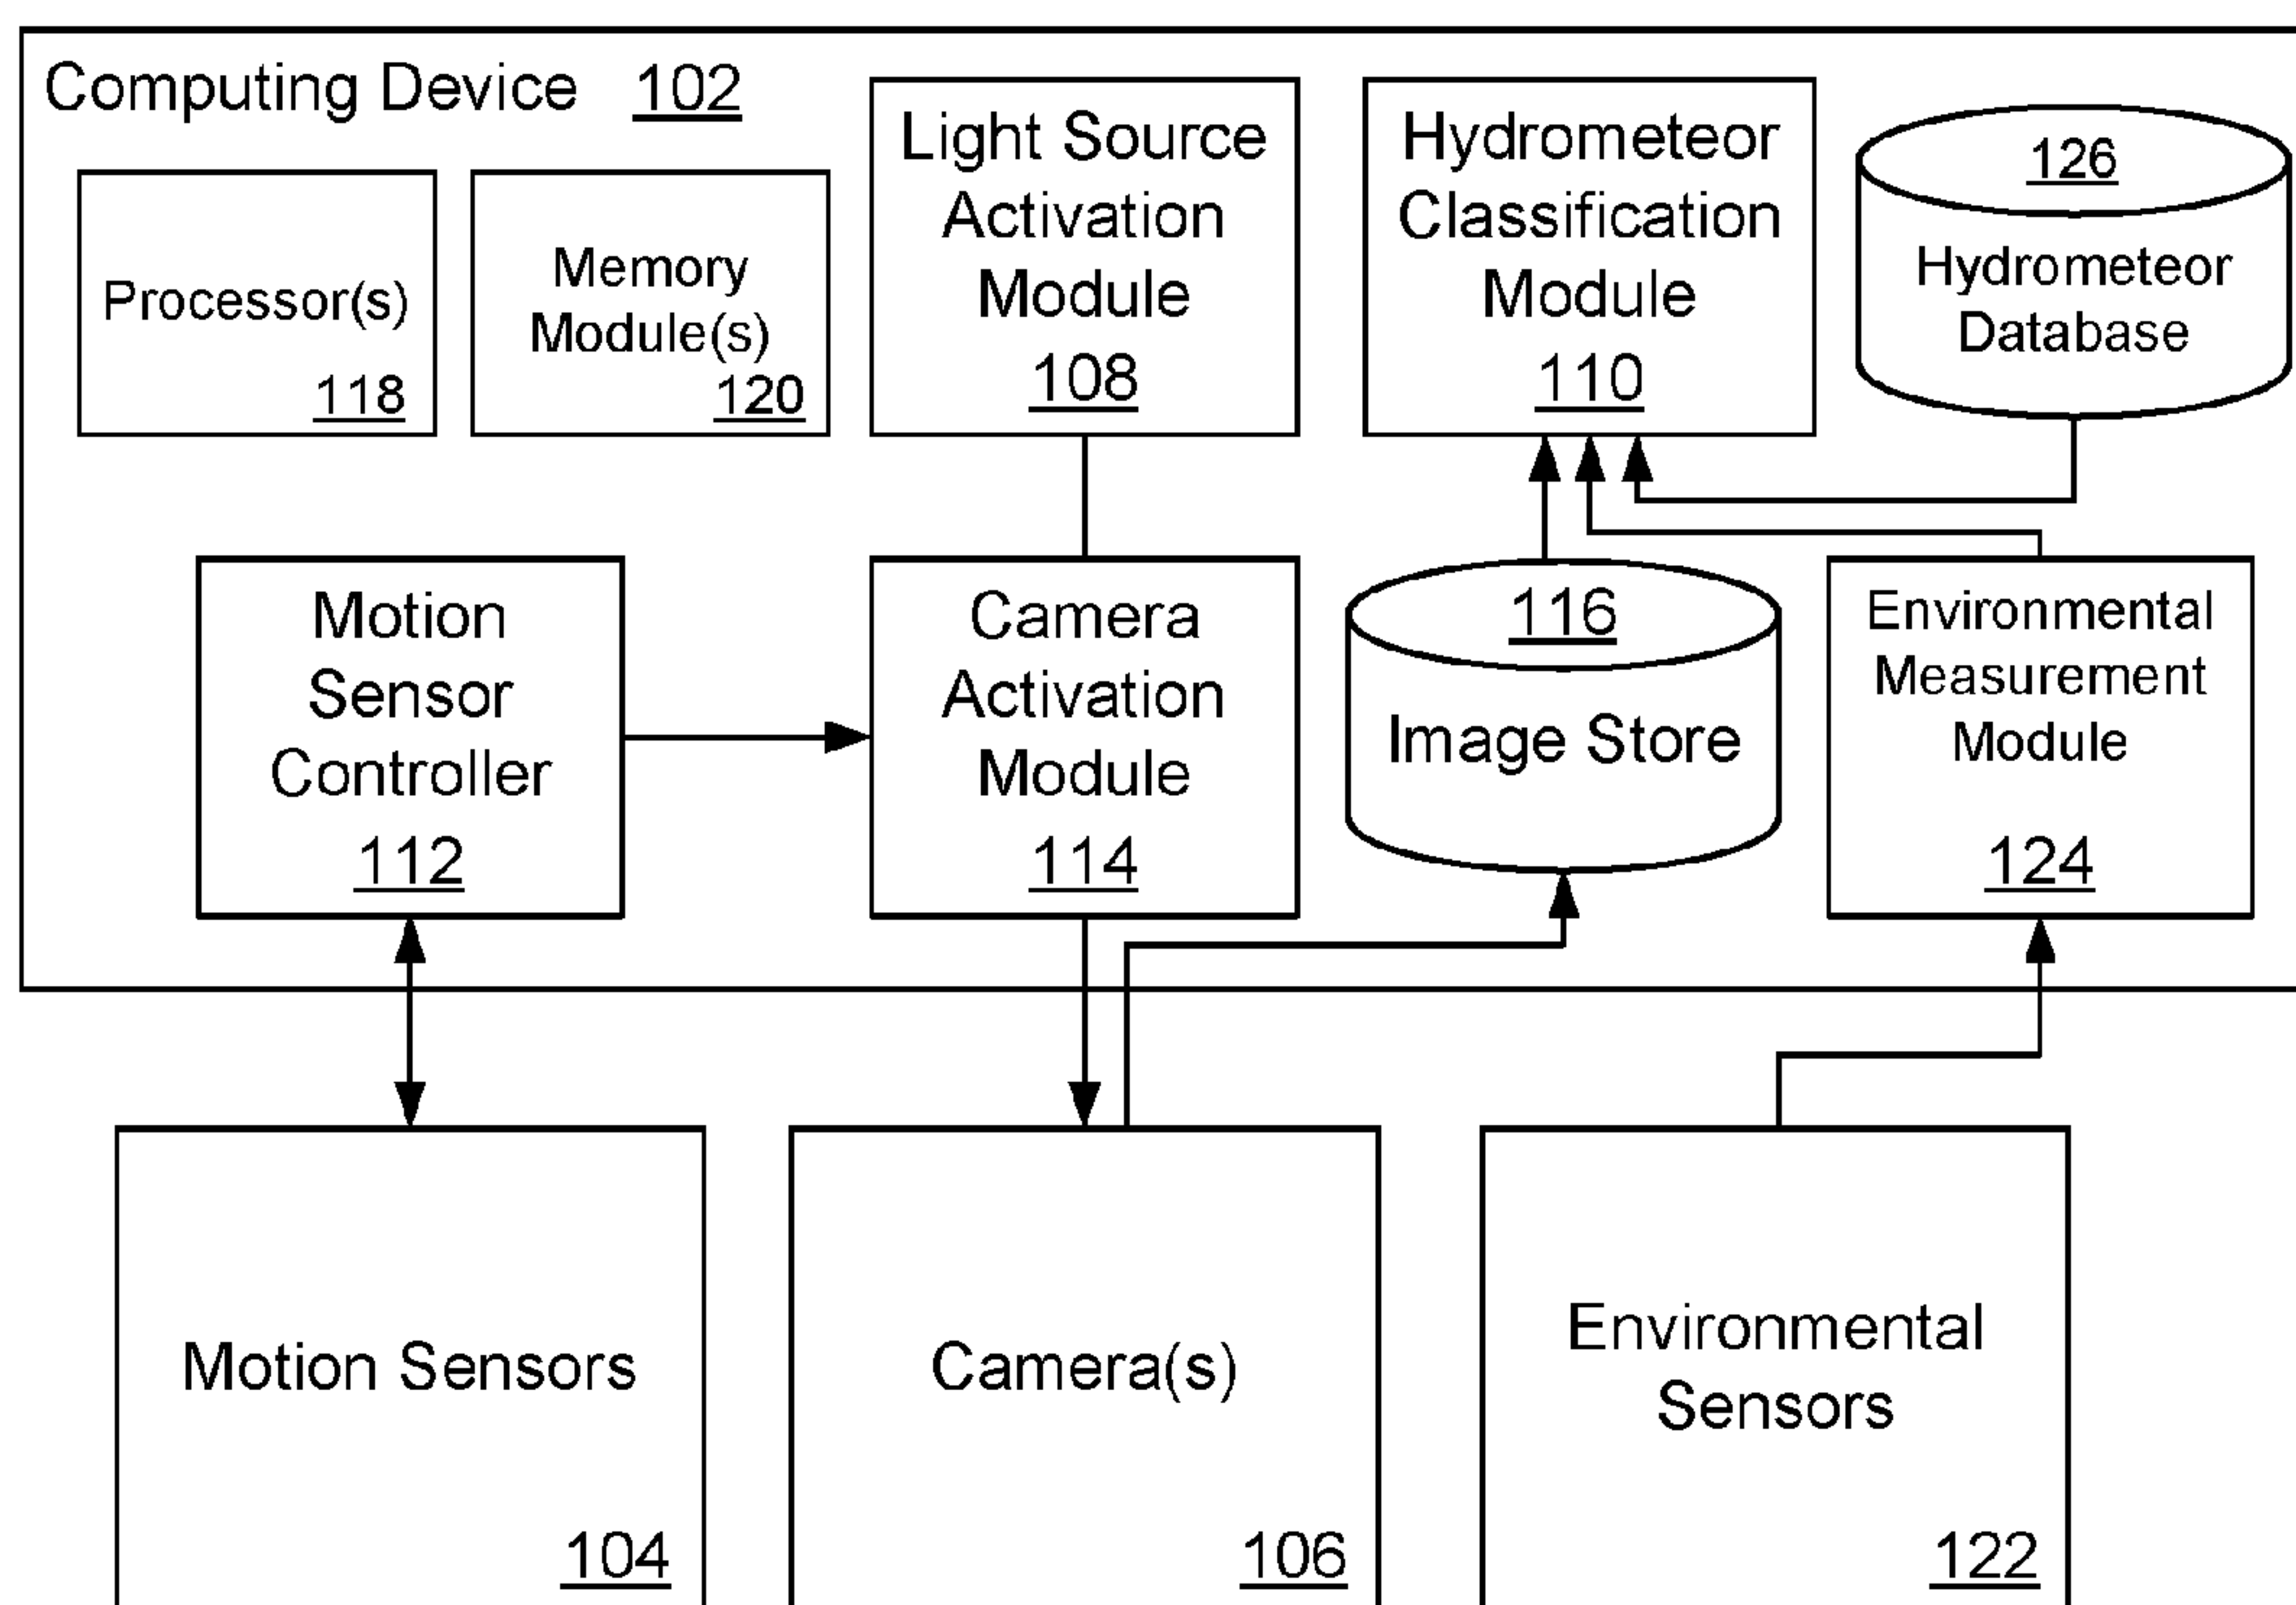 Computing Device 102
Processor(s)
118
Memory
Module(s)
120
Light Source
Activation
Module
108
Hydrometeor
Classification
Module
110
126
Hydrometeor
Database
Motion
Sensor
Controller
112
Camera
Activation
Module
114
116
Image Store
Environmental
Measurement
Module
124
Motion Sensors
104
Camera(s)
106
Environmental
Sensors
122